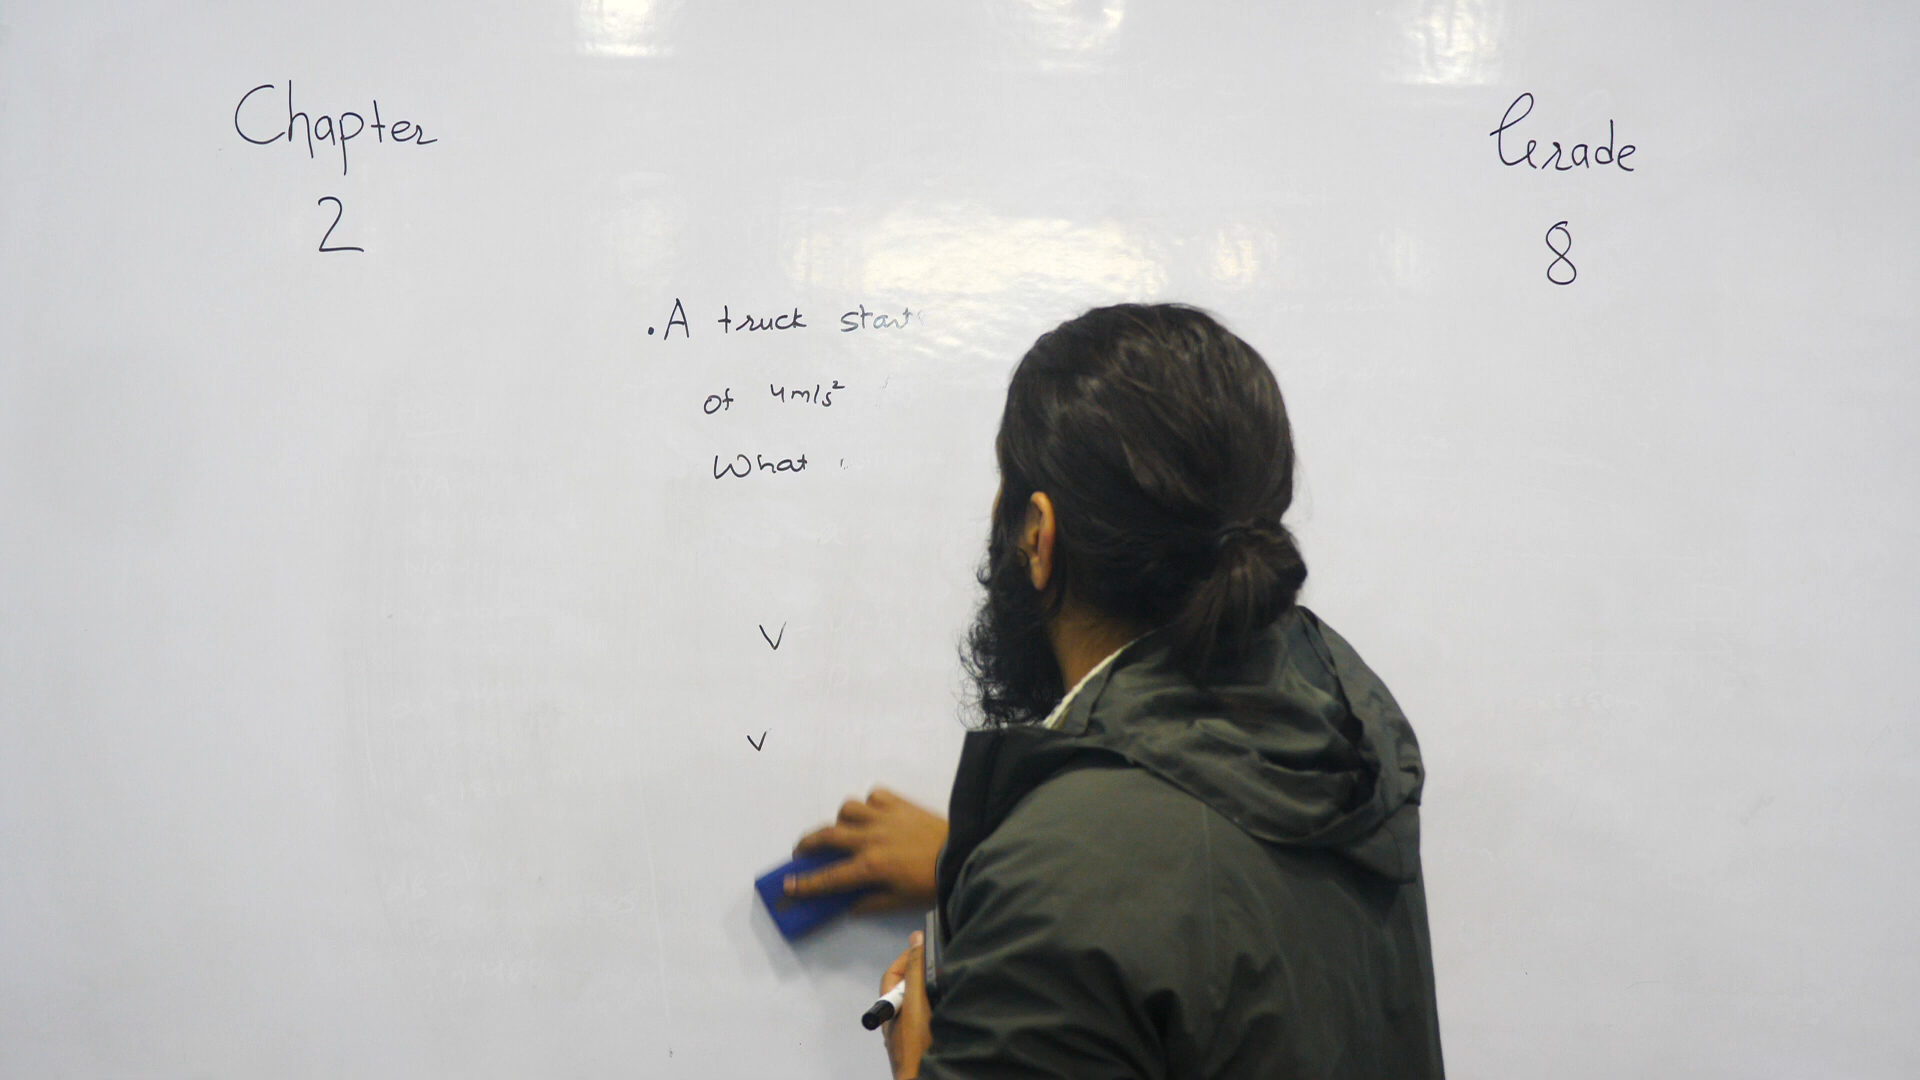 Chapter
2
Grade
8
. A truck start
of 4m/s²
What
V
V